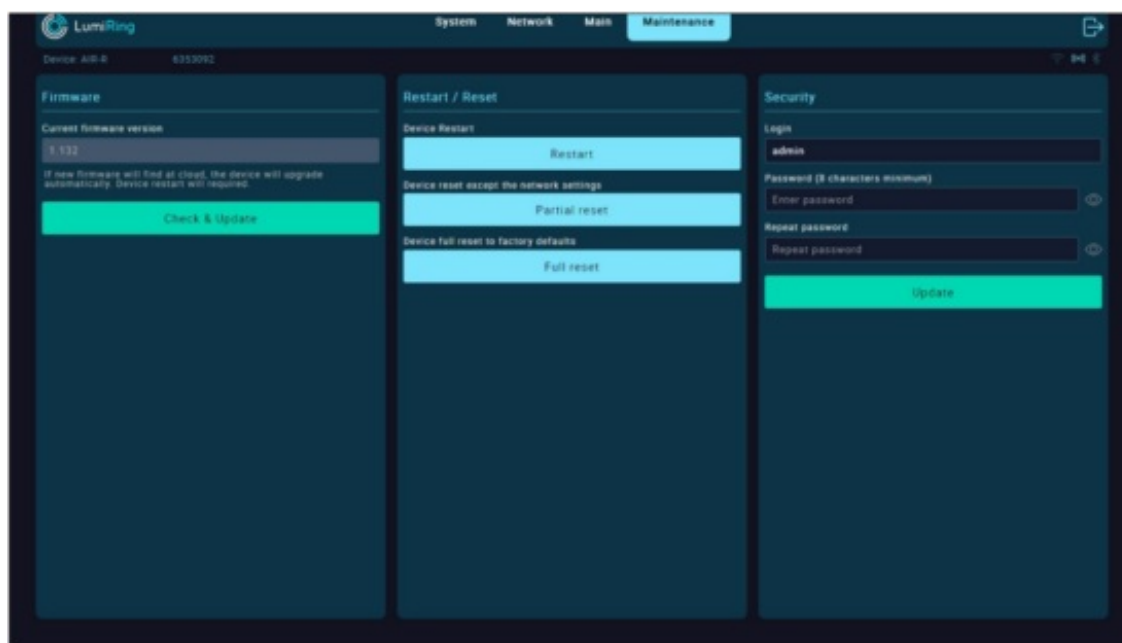 LumiRing
System Network Main Maintenance
Device: AIR-R 6353092
Firmware
Current firmware version
1.132
If new firmware will find at cloud, the device will upgrade
automatically. Device restart will required.
Check & Update
Restart / Reset
Device Restart
Restart
Device reset except the network settings
Partial reset
Device full reset to factory defaults
Full reset
Security
Login
admin
Password (8 characters minimum)
Enter password
Repeat password
Repeat password
Update